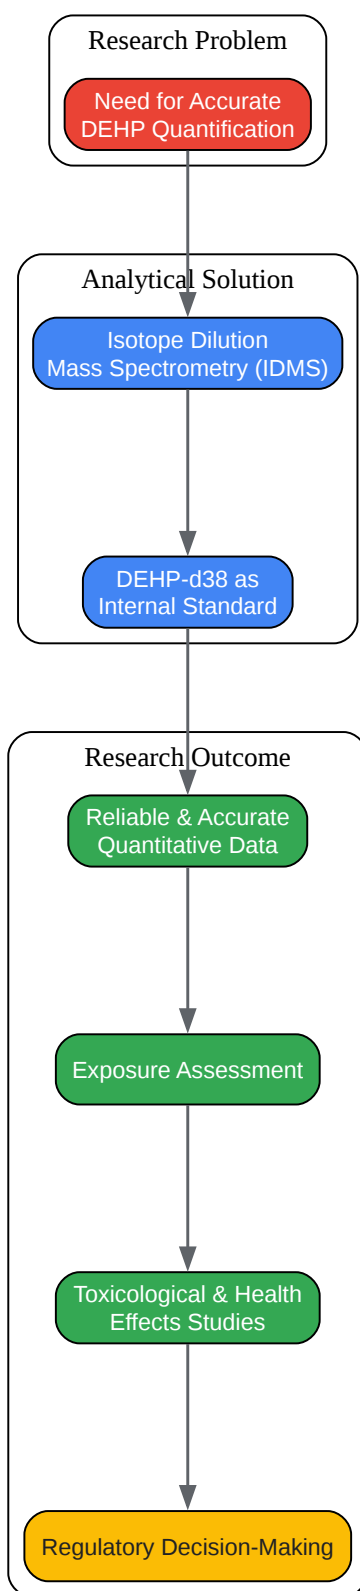 Research Problem
Need for Accurate
DEHP Quantification
Analytical Solution
Isotope Dilution
Mass Spectrometry (IDMS)
DEHP-d38 as
Internal Standard
Research Outcome
Reliable & Accurate
Quantitative Data
Exposure Assessment
Toxicological & Health
Effects Studies
Regulatory Decision-Making